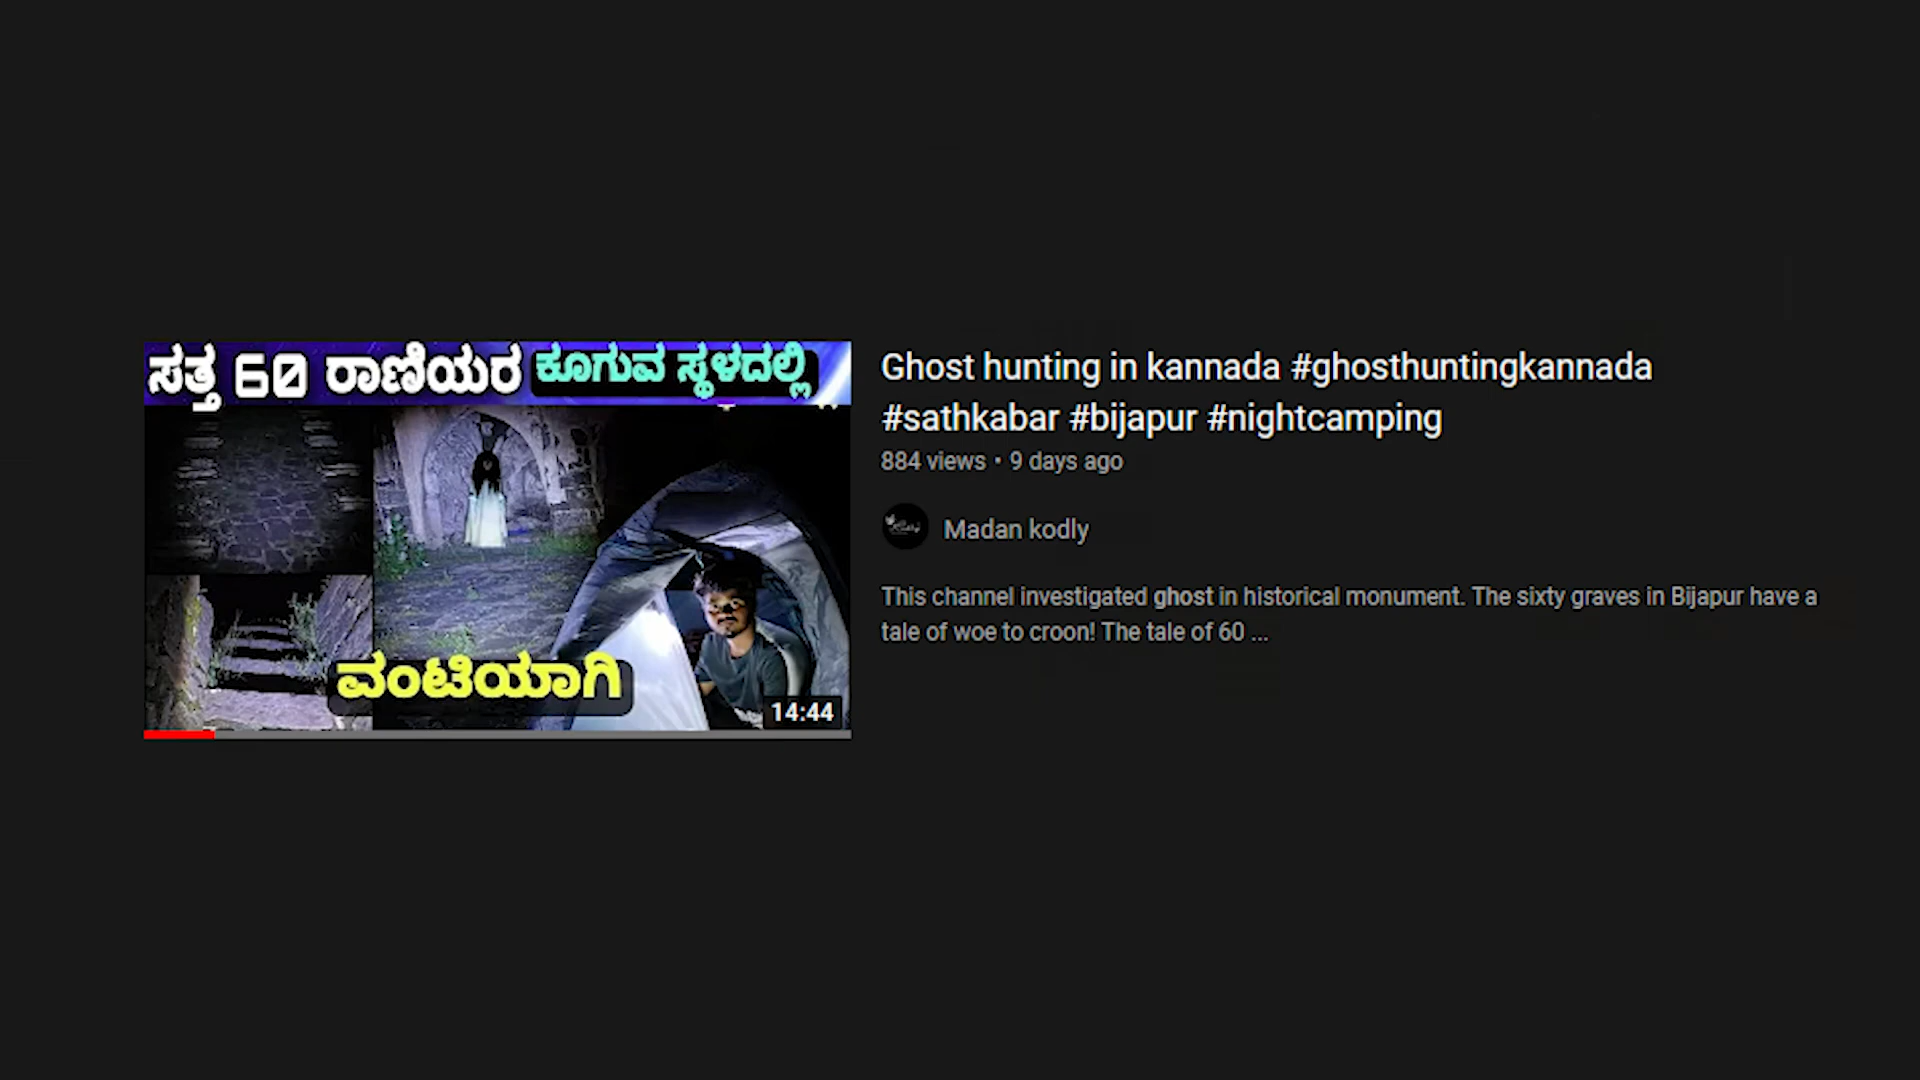 ಸತ್ತ 60 ರಾಣಿಯರ ಕೂಗುವ ಸ್ಥಳದಲ್ಲಿ
ವಂಟಿಯಾಗಿ
14:44
Ghost hunting in kannada #ghosthuntingkannada
#sathkabar #bijapur #nightcamping
884 views • 9 days ago
Madan kodly
This channel investigated ghost in historical monument. The sixty graves in Bijapur have a
tale of woe to croon! The tale of 60 ...